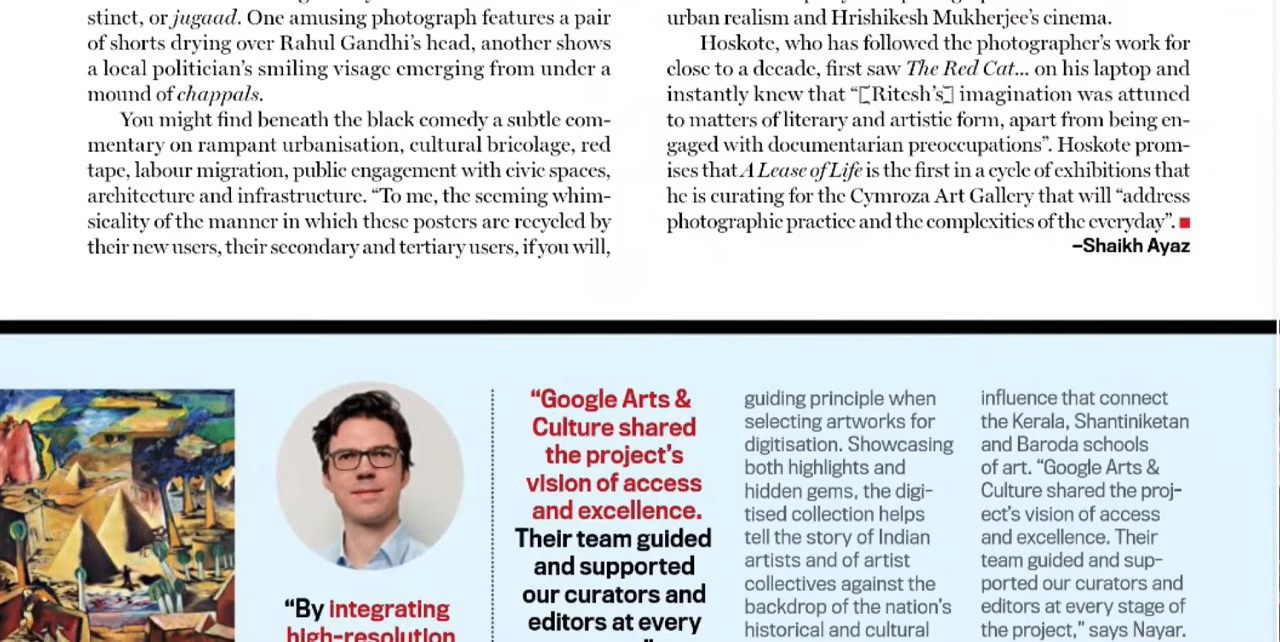 stinct, or jugaad. One amusing photograph features a pair
of shorts drying over Rahul Gandhi's head, another shows
a local politician's smiling visage emerging from under a
mound of chappals.
You might find beneath the black comedy a subtle com-
mentary on rampant urbanisation, cultural bricolage, red
tape, labour migration, public engagement with civic spaces,
architecture and infrastructure. “To me, the seeming whim-
sicality of the manner in which these posters are recycled by
their new users, their secondary and tertiary users, if you will,
urban realism and Hrishikesh Mukherjee's cinema.
Hoskote, who has followed the photographer's work for
close to a decade, first saw The Red Cat... on his laptop and
instantly knew that “[Ritesh's] imagination was attuned
to matters of literary and artistic form, apart from being en-
gaged with documentarian preoccupations”. Hoskote prom-
ises that A Lease of Life is the first in a cycle of exhibitions that
he is curating for the Cymroza Art Gallery that will “address
photographic practice and the complexities of the everyday”.
–Shaikh Ayaz
“By integrating
high-resolution
“Google Arts &
Culture shared
the project's
vision of access
and excellence.
Their team guided
and supported
our curators and
editors at every
guiding principle when
selecting artworks for
digitisation. Showcasing
both highlights and
hidden gems, the digi-
tised collection helps
tell the story of Indian
artists and of artist
collectives against the
backdrop of the nation's
historical and cultural
influence that connect
the Kerala, Shantiniketan
and Baroda schools
of art. “Google Arts &
Culture shared the proj-
ect's vision of access
and excellence. Their
team guided and sup-
ported our curators and
editors at every stage of
the project,” says Nayar.